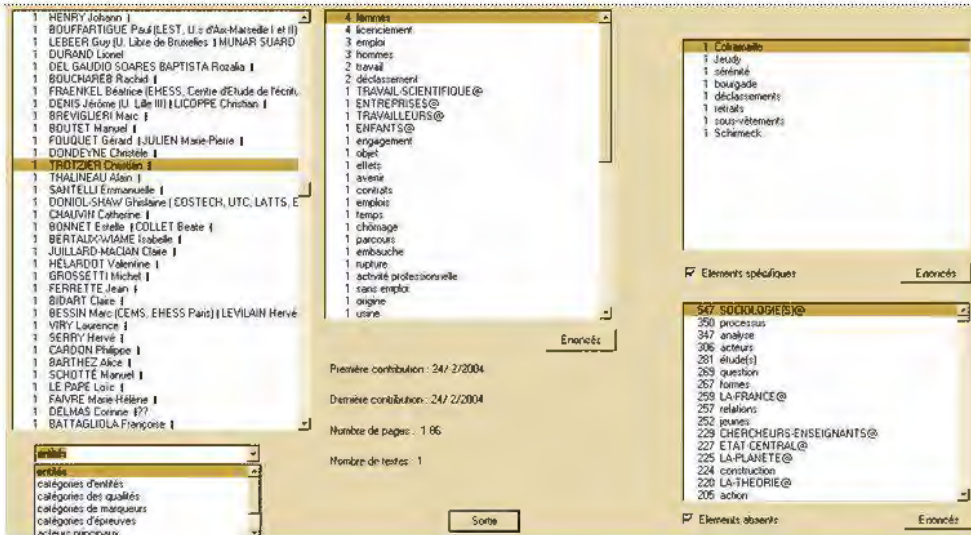 1 HENRY Johann |
1 BOUFFARTIGUE Paul (LEST, U.s d'Aix-Marseille I et II)
1 LEBEER Guy (U. Libre de Bruxelles | MUNAR SUARD
1 DURAND Lionel
1 DEL GAUDIO SOARES BAPTISTA Rozalia |
1 BOUCHAREB Rachid |
1 FRAENKEL Béatrice (EHESS, Centre d'Etude de l'écritu
1 DENIS Jérôme (U. Lille III) | LICOPPE Christian |
1 BREVIGLIERI Marc |
1 BOUTET Manuel |
1 FOUQUET Gérard | JULIEN Marie-Pierre |
1 DONDEYNE Christèle |
1 TROTZIER Christian |
1 THALINEAU Alain |
1 SANTELLI Emmanuelle |
1 DONIOL-SHAW Ghislaine ( COSTECH, UTC, LATTS, E
1 CHAUVIN Catherine |
1 BONNET Estelle | COLLET Beate |
1 BERTAUX-WIAME Isabelle |
1 JUILLARD-MACIAN Claire |
1 HELARDOT Valentine |
1 GROSSETTI Michel |
1 FERRETTE Jean |
1 BIDART Claire |
1 BESSIN Marc (CEMS, EHESS Paris) | LEVILAIN Hervé
1 VIRY Laurence |
1 SERRY Hervé |
1 CARDON Philippe |
1 BARTHEZ Alice |
1 SCHOTTÉ Manuel |
1 LE PAPE Loïc |
1 FAIVRE Marie-Hélène |
1 DELMAS Corinne |??
1 BATTAGLIOLA Françoise |
entités
entités
catégories d'entités
catégories des qualités
catégories de marqueurs
catégories d'épreuves
acteurs principaux
4 femmes
4 licenciement
3 emploi
3 hommes
2 travail
2 déclassement
1 TRAVAIL-SCIENTIFIQUE@
1 ENTREPRISES@
1 TRAVAILLEURS@
1 ENFANTS@
1 engagement
1 objet
1 effets
1 avenir
1 contrats
1 emplois
1 temps
1 chômage
1 parcours
1 embauche
1 rupture
1 activité professionnelle
1 sans emploi
1 origine
1 usine
Enoncés
Première contribution : 24/ 2/2004
Dernière contribution : 24/ 2/2004
Nombre de pages : 1.86
Nombre de textes : 1
Sortie
1 Colramaille
1 Jeudy
1 sérénité
1 bourgade
1 déclassements
1 retraits
1 sous-vêtements
1 Schirmeck
Elements spécifiques
Enoncés
547 SOCIOLOGIE(S)@
350 processus
347 analyse
306 acteurs
281 étude(s)
269 question
267 formes
259 LA-FRANCE@
257 relations
252 jeunes
229 CHERCHEURS-ENSEIGNANTS@
227 ETAT-CENTRAL@
225 LA-PLANETE@
224 construction
220 LA-THEORIE@
205 action
Elements absents
Enoncés